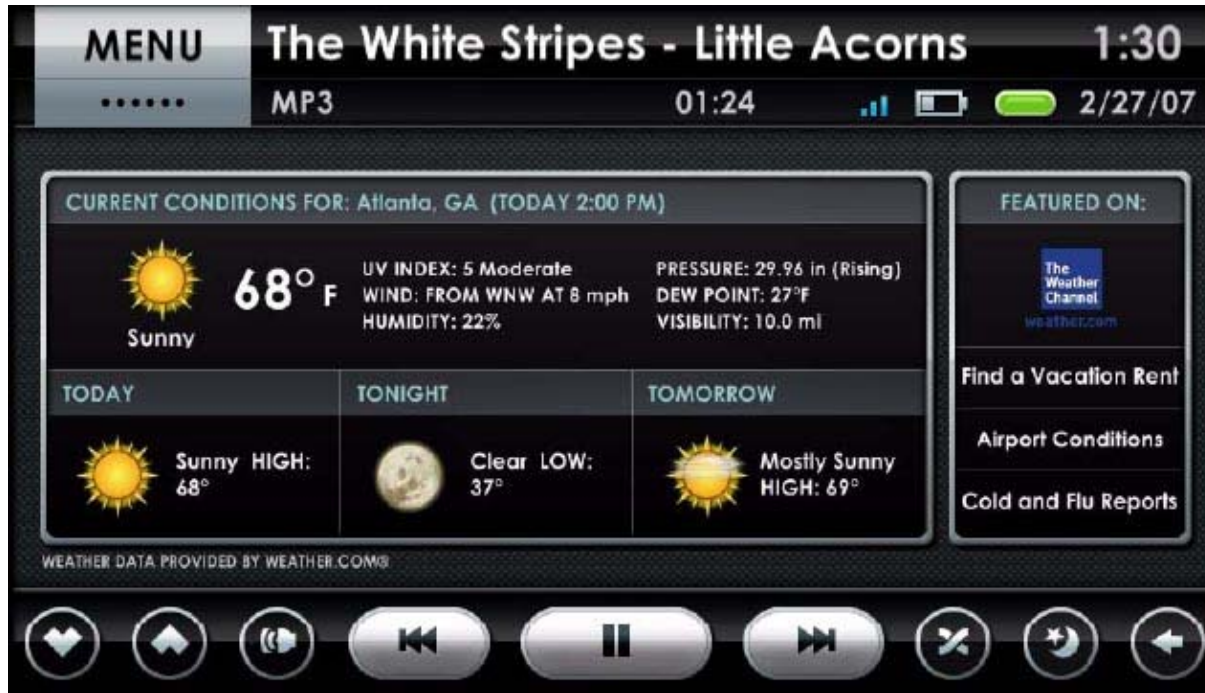 MENU
The White Stripes - Little Acorns
1:30
MP3
01:24
2/27/07
CURRENT CONDITIONS FOR: Atlanta, GA (TODAY 2:00 PM)
68° F
Sunny
UV INDEX: 5 Moderate
WIND: FROM WNW AT 8 mph
HUMIDITY: 22%
PRESSURE: 29.96 in (Rising)
DEW POINT: 27°F
VISIBILITY: 10.0 mi
TODAY
Sunny HIGH:
68°
TONIGHT
Clear LOW:
37°
TOMORROW
Mostly Sunny
HIGH: 69°
FEATURED ON:
The
Weather
Channel
weather.com
Find a Vacation Rent
Airport Conditions
Cold and Flu Reports
WEATHER DATA PROVIDED BY WEATHER.COM®